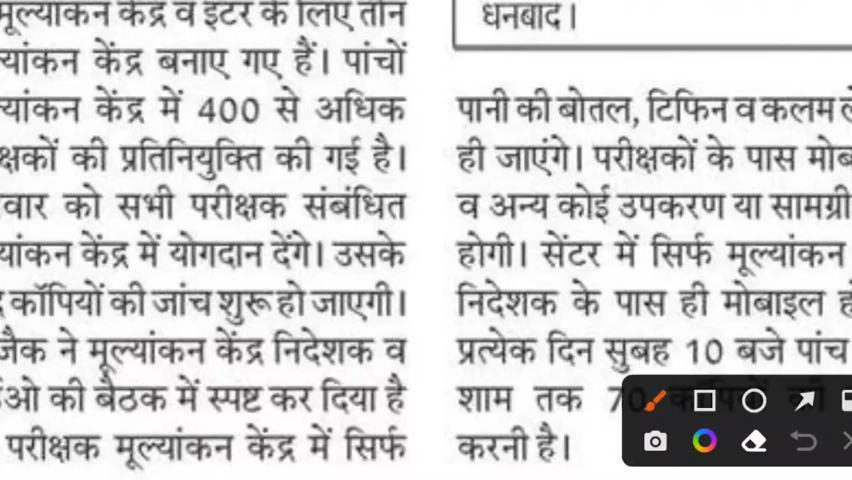 मूल्यांकन केंद्र व इंटर के लिए तीन
यांकन केंद्र बनाए गए हैं। पांचों
यांकन केंद्र में 400 से अधिक
क्षकों की प्रतिनियुक्ति की गई है।
वार को सभी परीक्षक संबंधित
यांकन केंद्र में योगदान देंगे। उसके
कॉपियों की जांच शुरू हो जाएगी।
जैक ने मूल्यांकन केंद्र निदेशक व
ईओ की बैठक में स्पष्ट कर दिया है
परीक्षक मूल्यांकन केंद्र में सिर्फ
धनबाद।
पानी की बोतल, टिफिन व कलम ले
ही जाएंगे। परीक्षकों के पास मोब
व अन्य कोई उपकरण या सामग्री
होगी। सेंटर में सिर्फ मूल्यांकन
निदेशक के पास ही मोबाइल हो
प्रत्येक दिन सुबह 10 बजे पांच
शाम तक 70 कॉपियों की
करनी है।